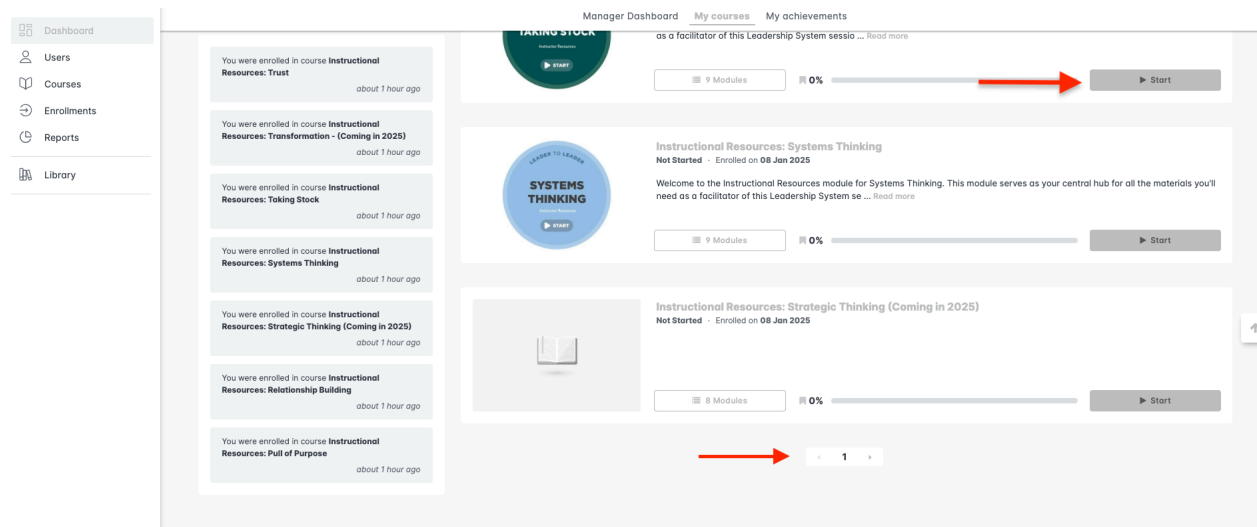 Manager Dashboard My courses My achievements
Dashboard
Users
Courses
Enrollments
Reports
Library
You were enrolled in course Instructional
Resources: Trust
about 1 hour ago
You were enrolled in course Instructional
Resources: Transformation - (Coming in 2025)
about 1 hour ago
You were enrolled in course Instructional
Resources: Taking Stock
about 1 hour ago
You were enrolled in course Instructional
Resources: Systems Thinking
about 1 hour ago
You were enrolled in course Instructional
Resources: Strategic Thinking (Coming in 2025)
about 1 hour ago
You were enrolled in course Instructional
Resources: Relationship Building
about 1 hour ago
You were enrolled in course Instructional
Resources: Pull of Purpose
about 1 hour ago
TAKING STOCK
Instructor Resources
START
as a facilitator of this Leadership System sessio ... Read more
9 Modules 0% Start
LEADER TO LEADER
SYSTEMS
THINKING
Instructor Resources
START
Instructional Resources: Systems Thinking
Not Started · Enrolled on 08 Jan 2025
Welcome to the Instructional Resources module for Systems Thinking. This module serves as your central hub for all the materials you'll
need as a facilitator of this Leadership System se ... Read more
9 Modules 0% Start
Instructional Resources: Strategic Thinking (Coming in 2025)
Not Started · Enrolled on 08 Jan 2025
8 Modules 0% Start
1